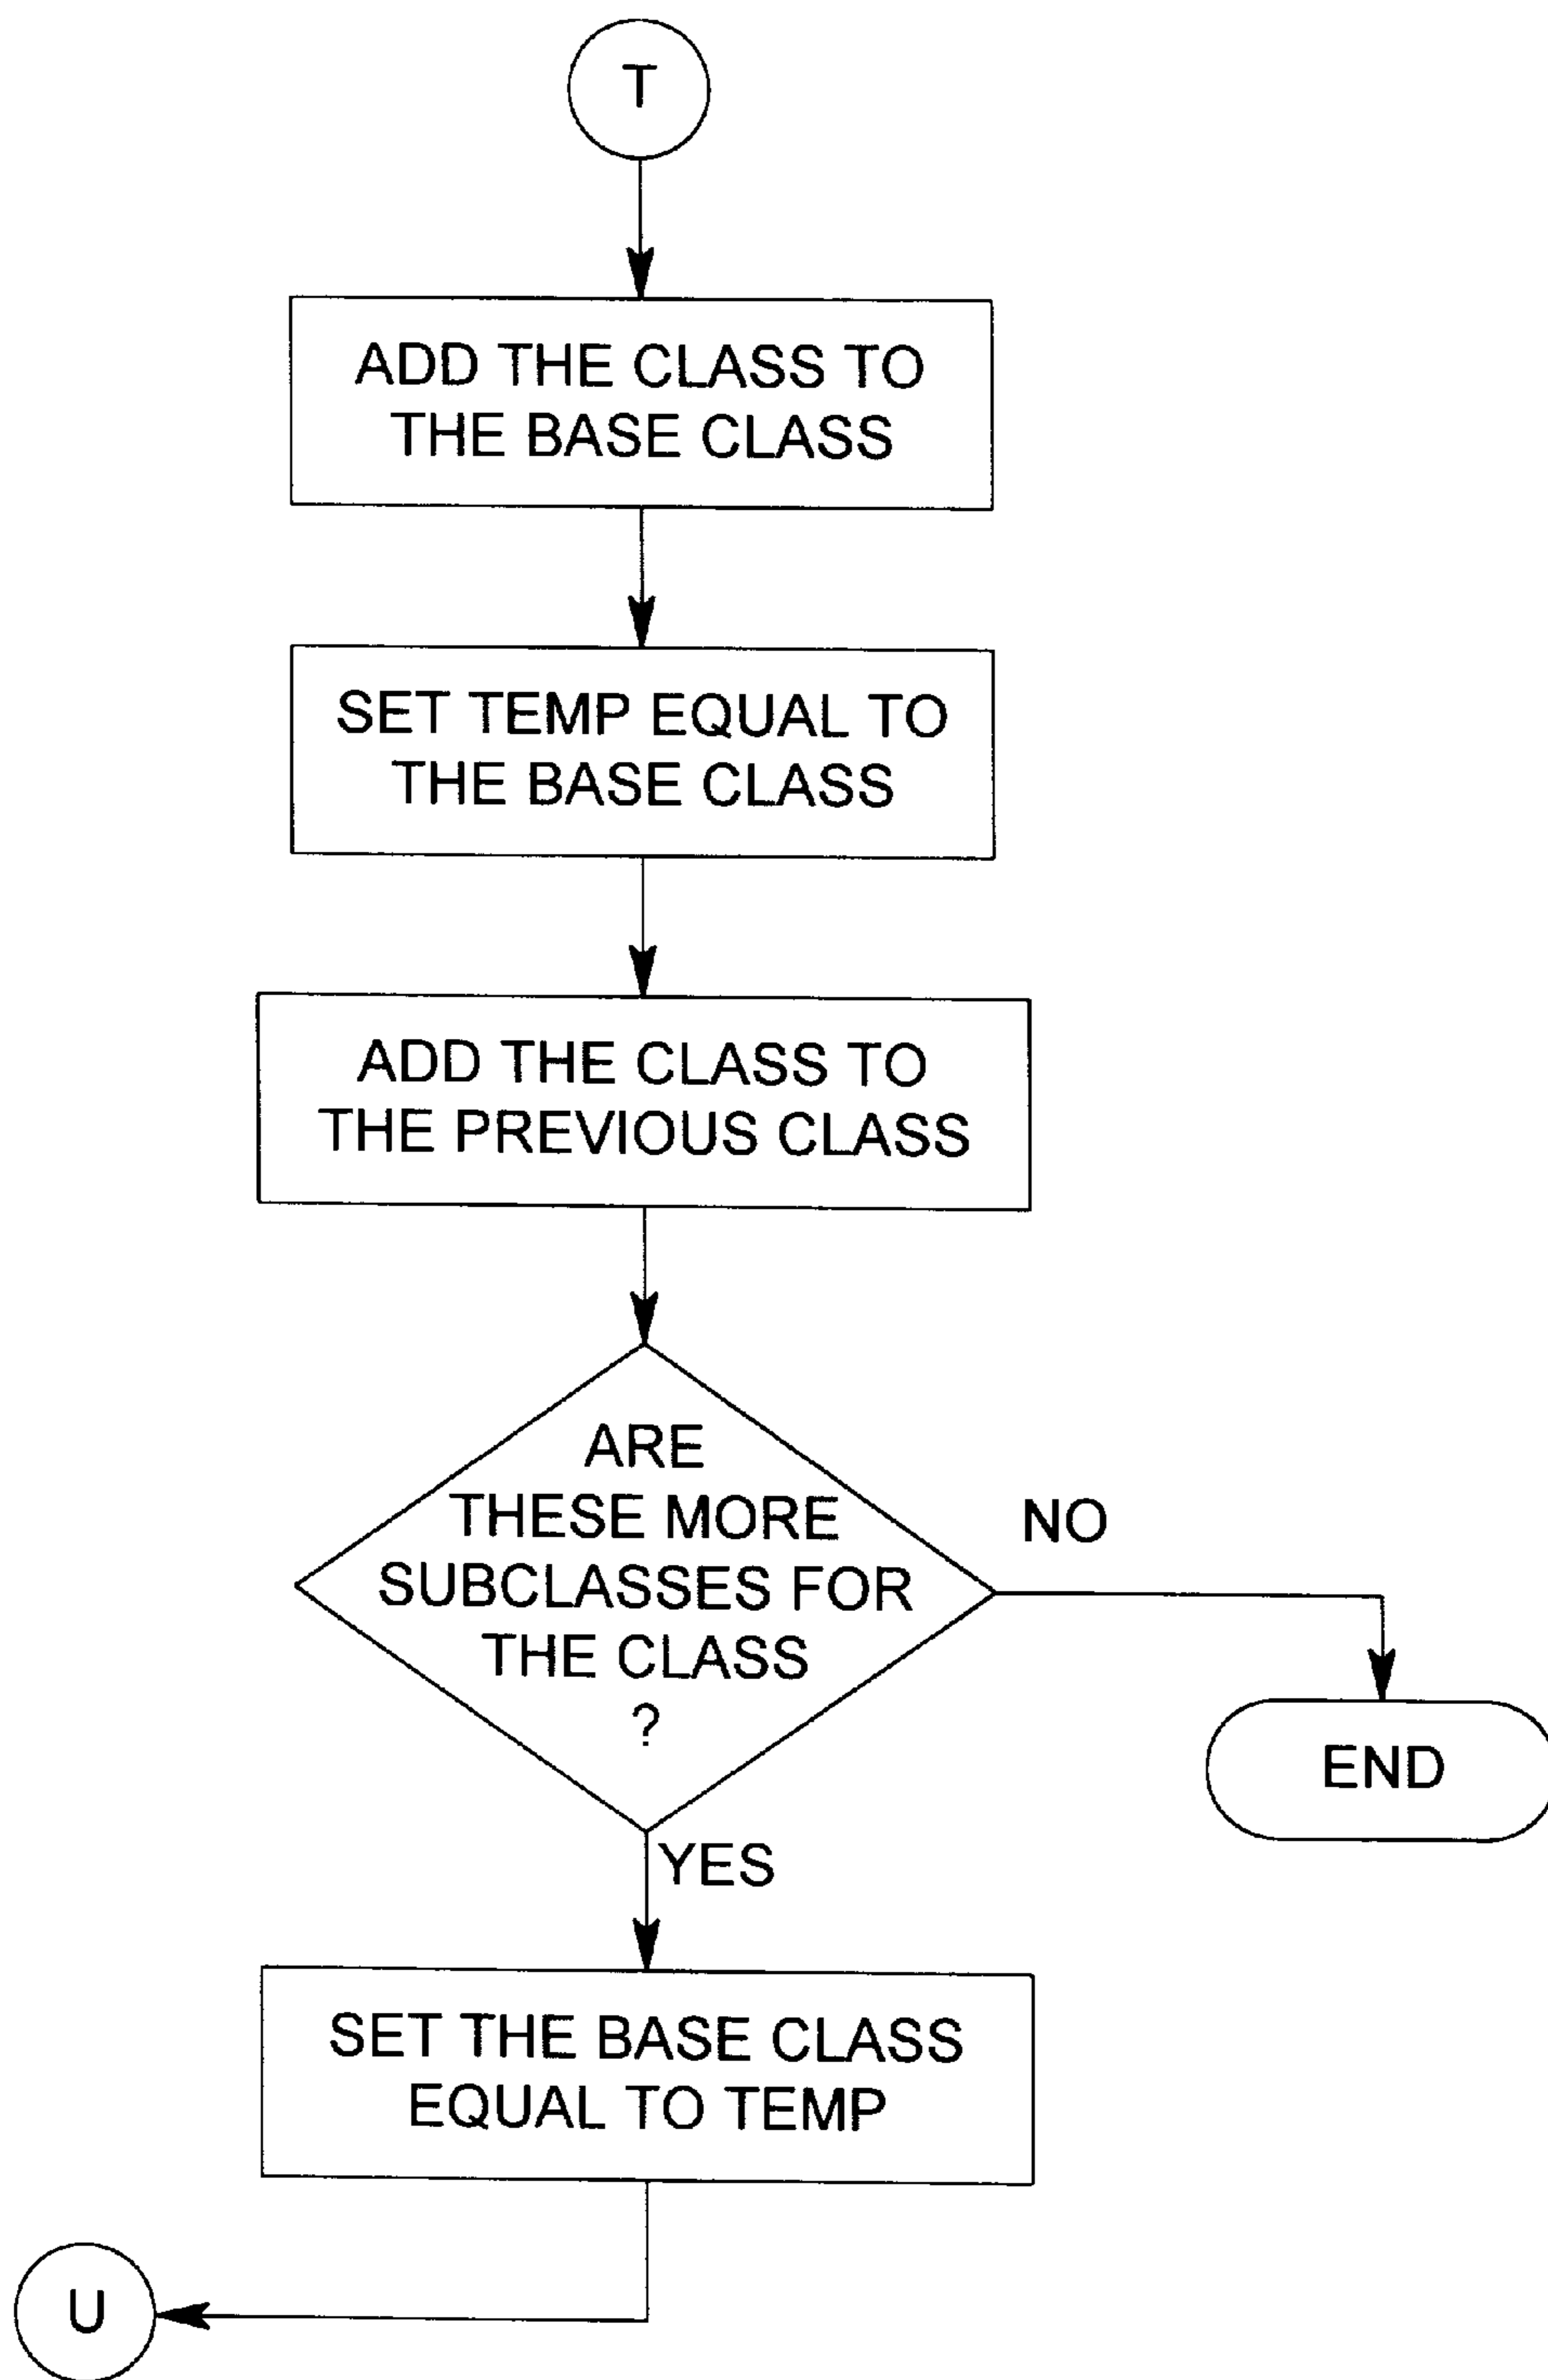 T
ADD THE CLASS TO
THE BASE CLASS
SET TEMP EQUAL TO
THE BASE CLASS
ADD THE CLASS TO
THE PREVIOUS CLASS
ARE
THESE MORE
SUBCLASSES FOR
THE CLASS
?
NO
END
YES
SET THE BASE CLASS
EQUAL TO TEMP
U